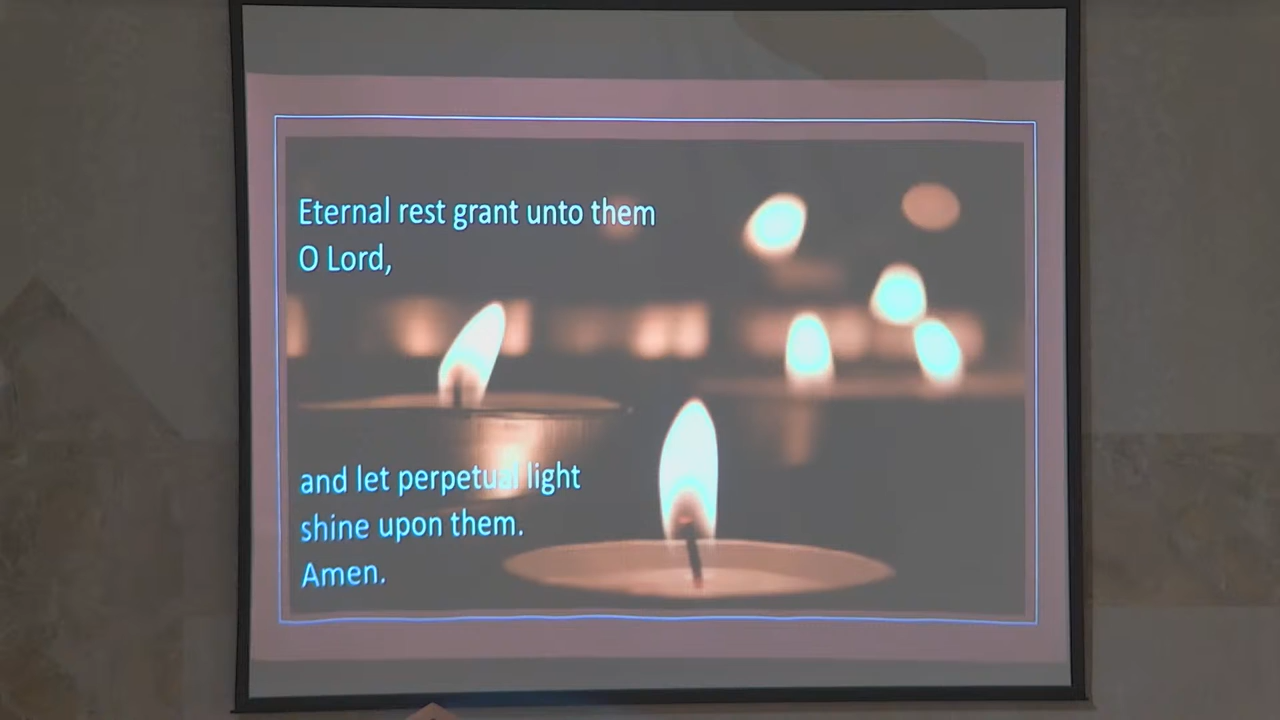 Eternal rest grant unto them
O Lord,
and let perpetual light
shine upon them.
Amen.